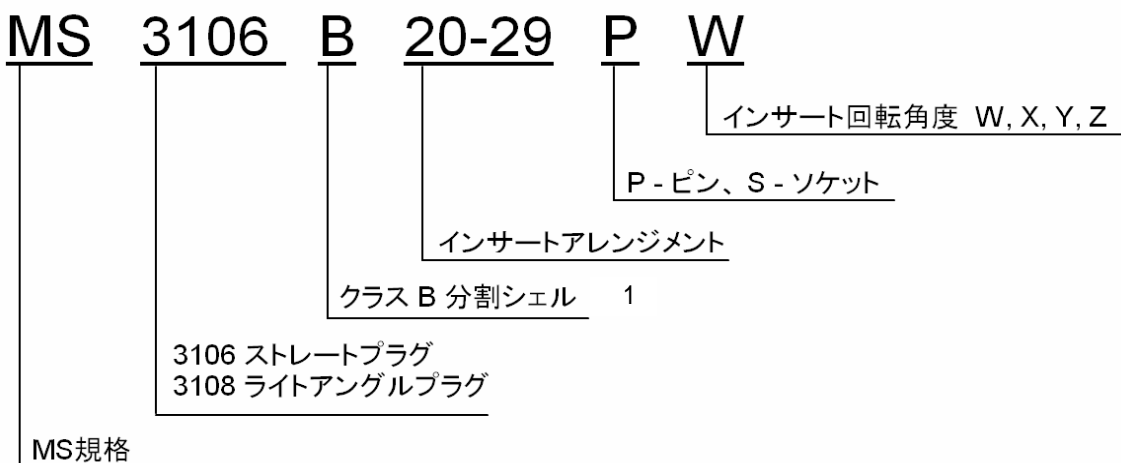 MS 3106 B 20-29 P W
インサート回転角度 W, X, Y, Z
P - ピン、S - ソケット
インサートアレンジメント
クラス B 分割シェル 1
3106 ストレートプラグ
3108 ライトアングルプラグ
MS規格